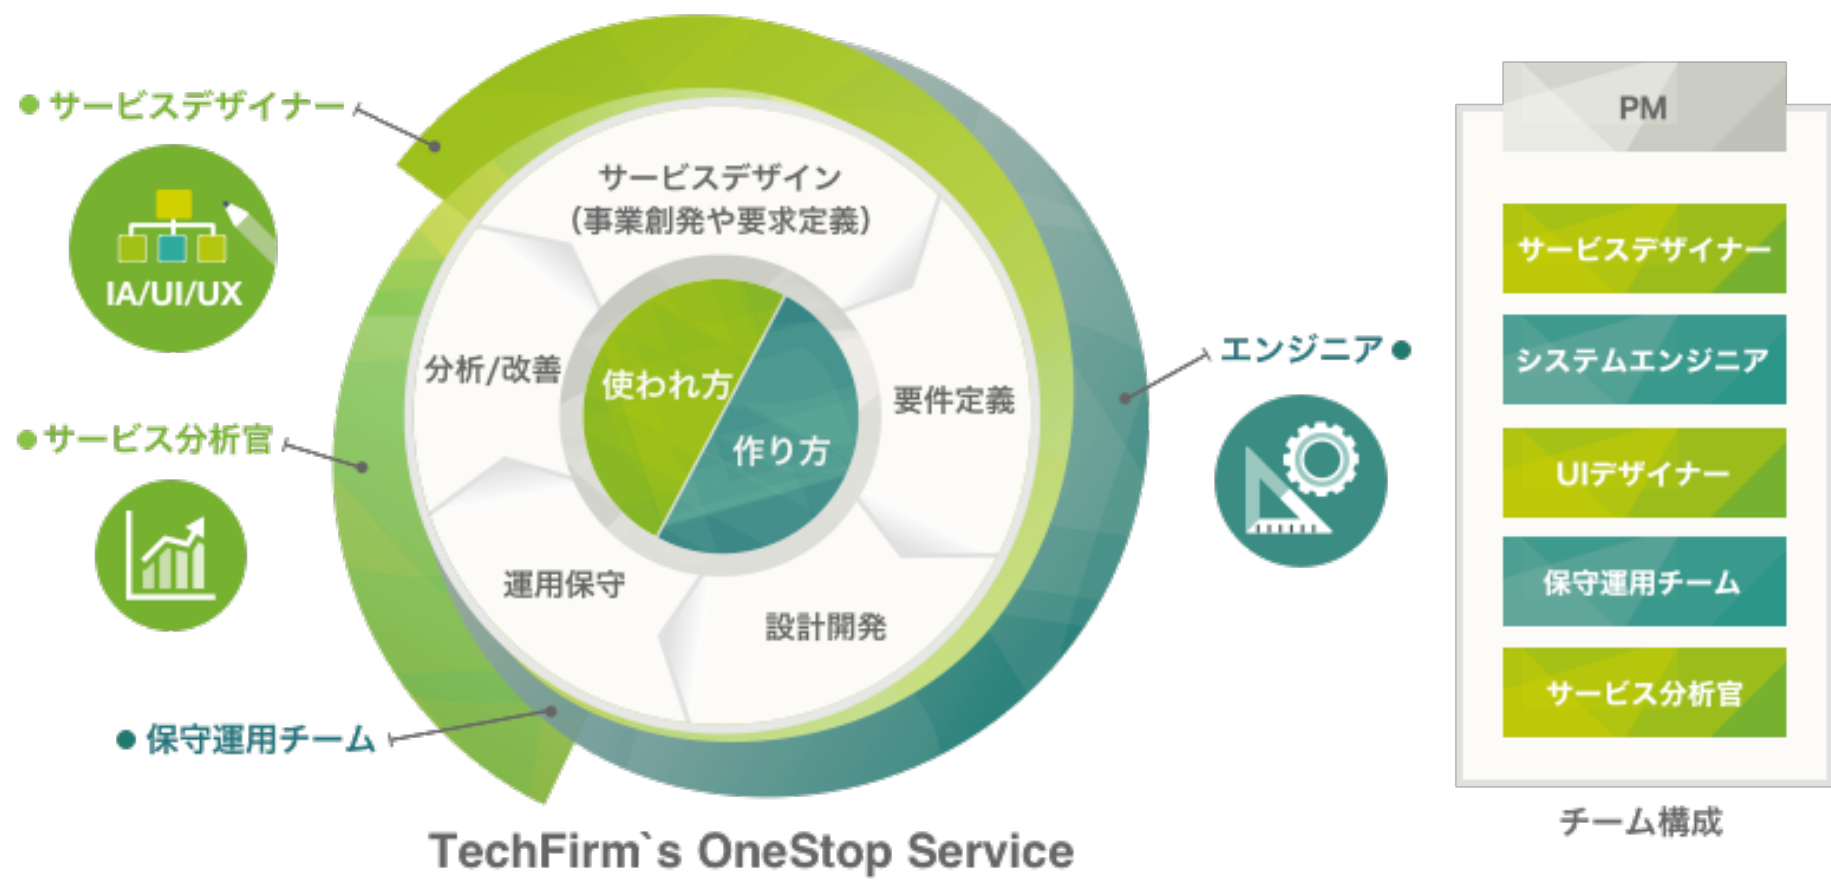 サービスデザイナー
IA/UI/UX
サービス分析官
保守運用チーム
サービスデザイン
（事業創発や要求定義）
分析/改善
使われ方
作り方
要件定義
運用保守
設計開発
エンジニア
TechFirm`s OneStop Service
PM
サービスデザイナー
システムエンジニア
UIデザイナー
保守運用チーム
サービス分析官
チーム構成